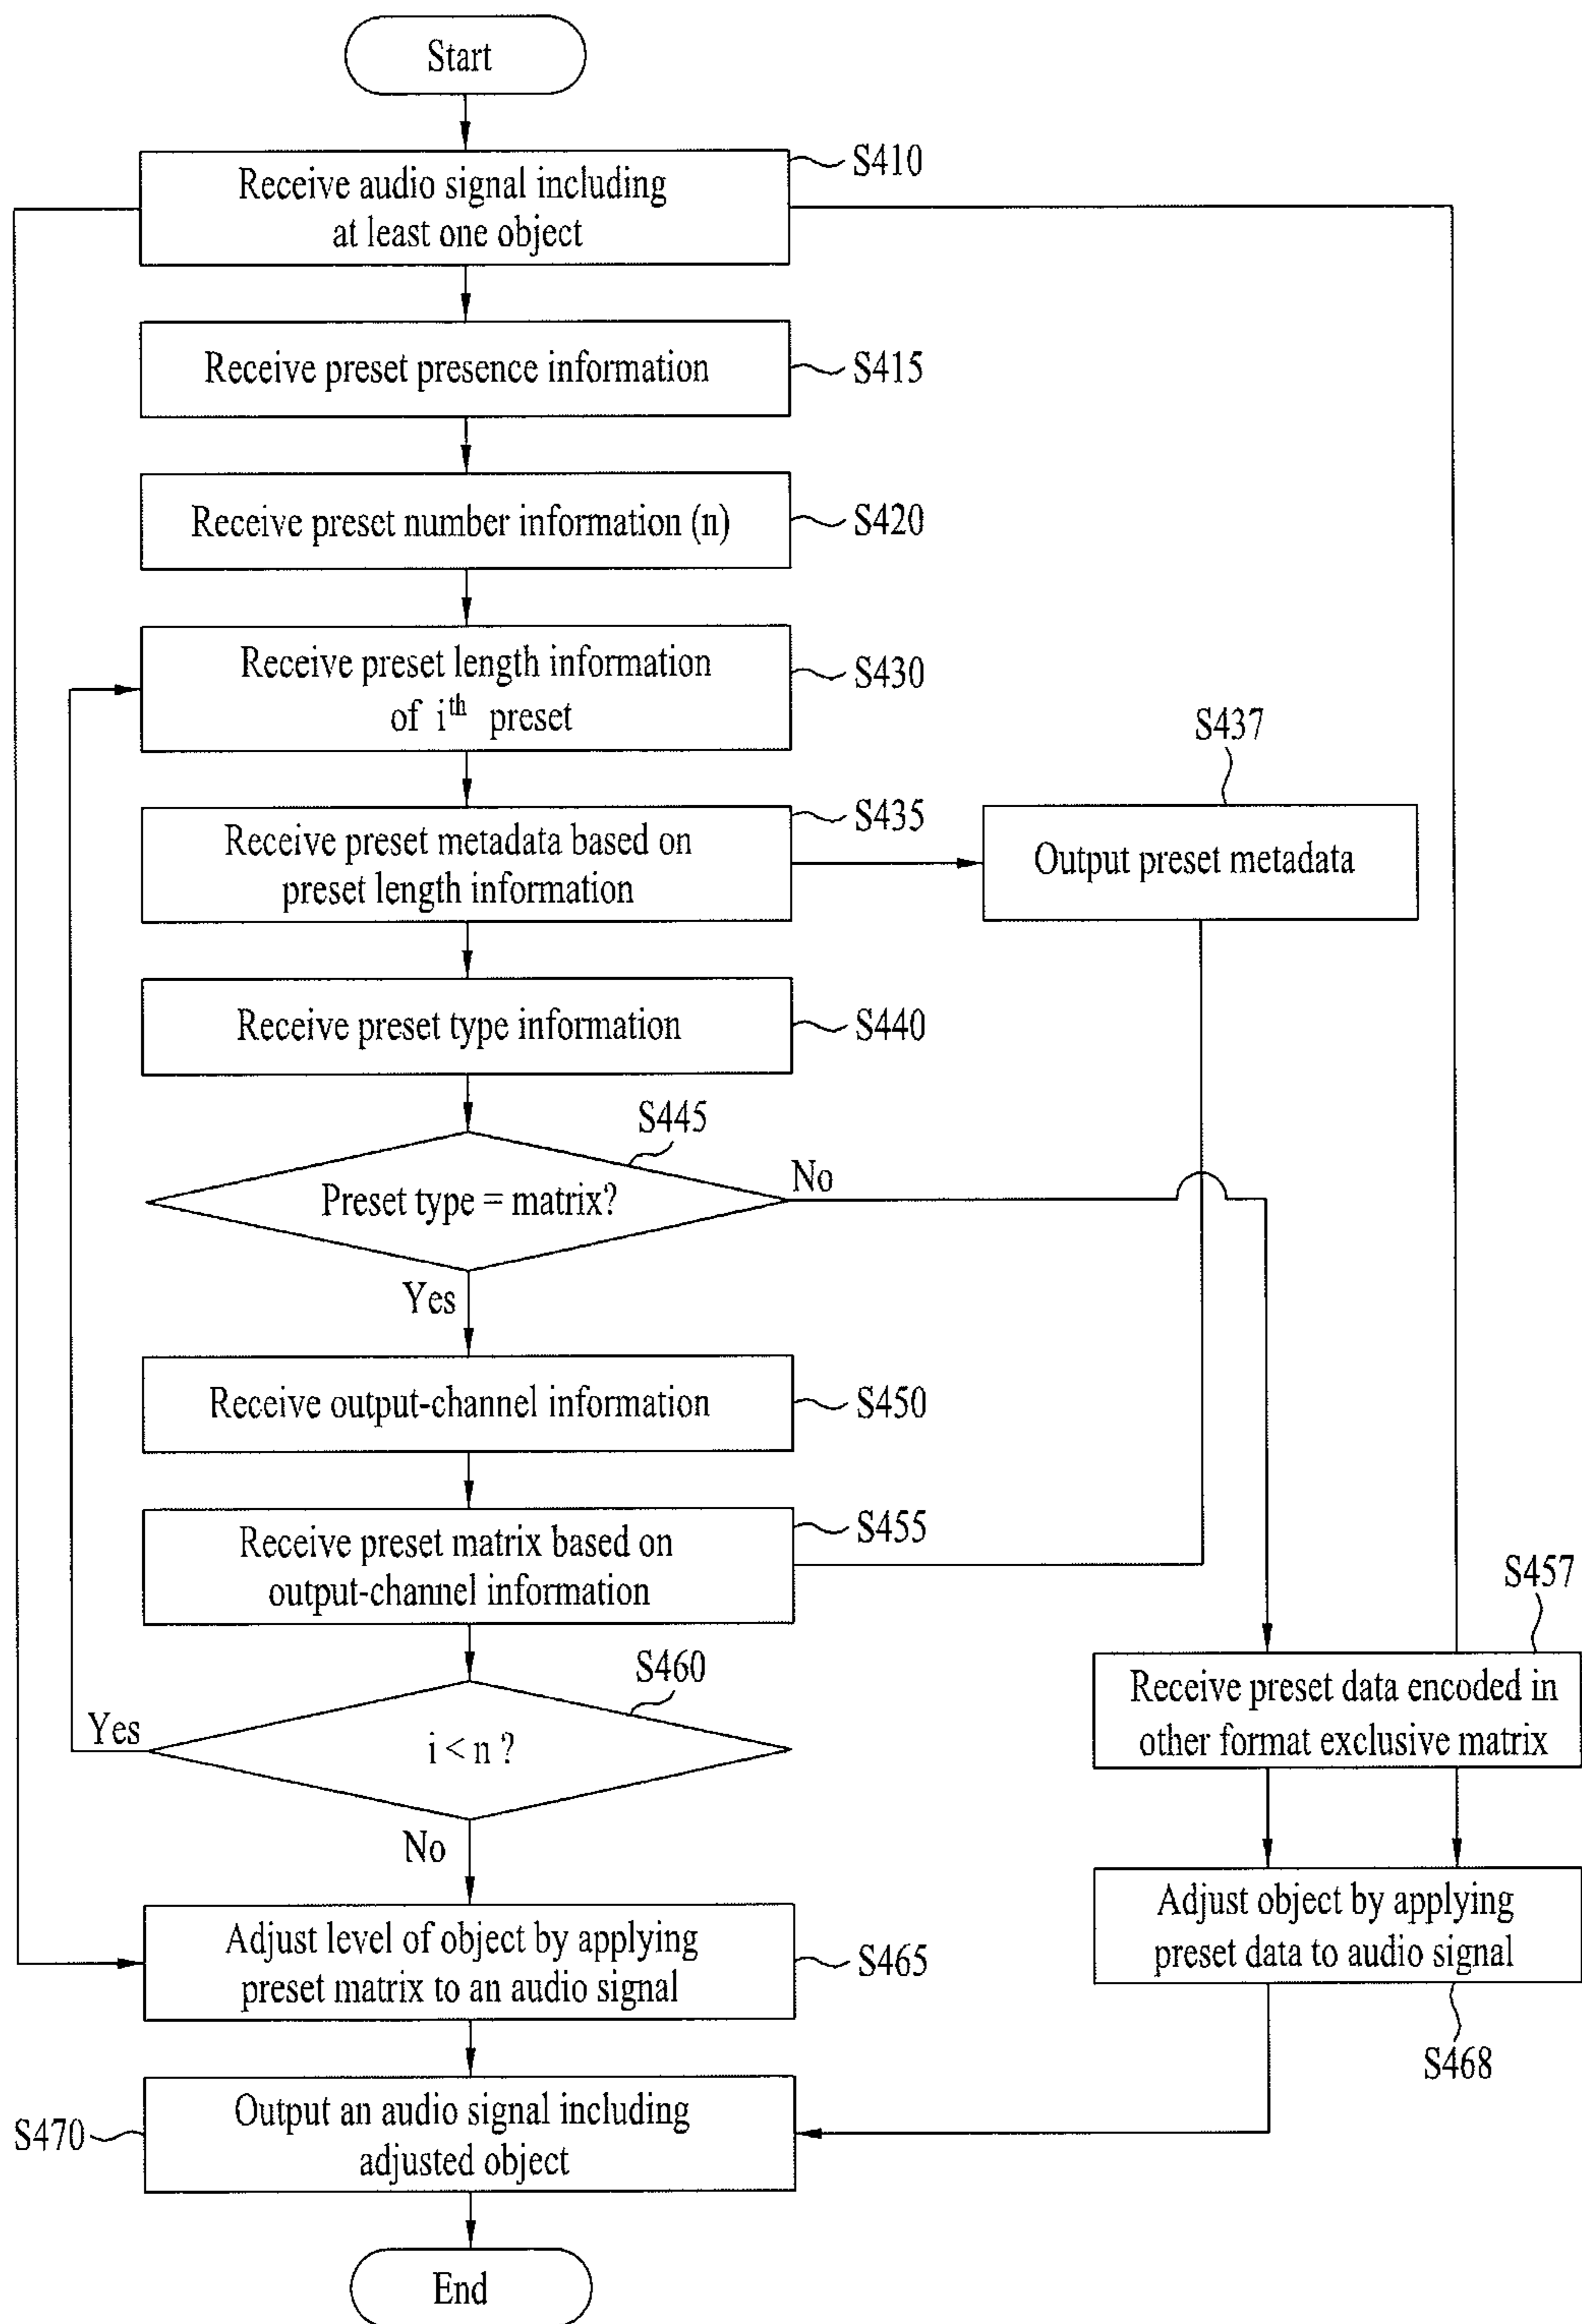 Start
Receive audio signal including
at least one object
S410
Receive preset presence information
S415
Receive preset number information (n)
S420
Receive preset length information
of ith preset
S430
Receive preset metadata based on
preset length information
S435
S437
Output preset metadata
Receive preset type information
S440
S445
Preset type = matrix?
No
Yes
Receive output-channel information
S450
Receive preset matrix based on
output-channel information
S455
S457
Receive preset data encoded in
other format exclusive matrix
S460
i < n ?
Yes
No
Adjust level of object by applying
preset matrix to an audio signal
S465
Adjust object by applying
preset data to audio signal
S468
S470
Output an audio signal including
adjusted object
End